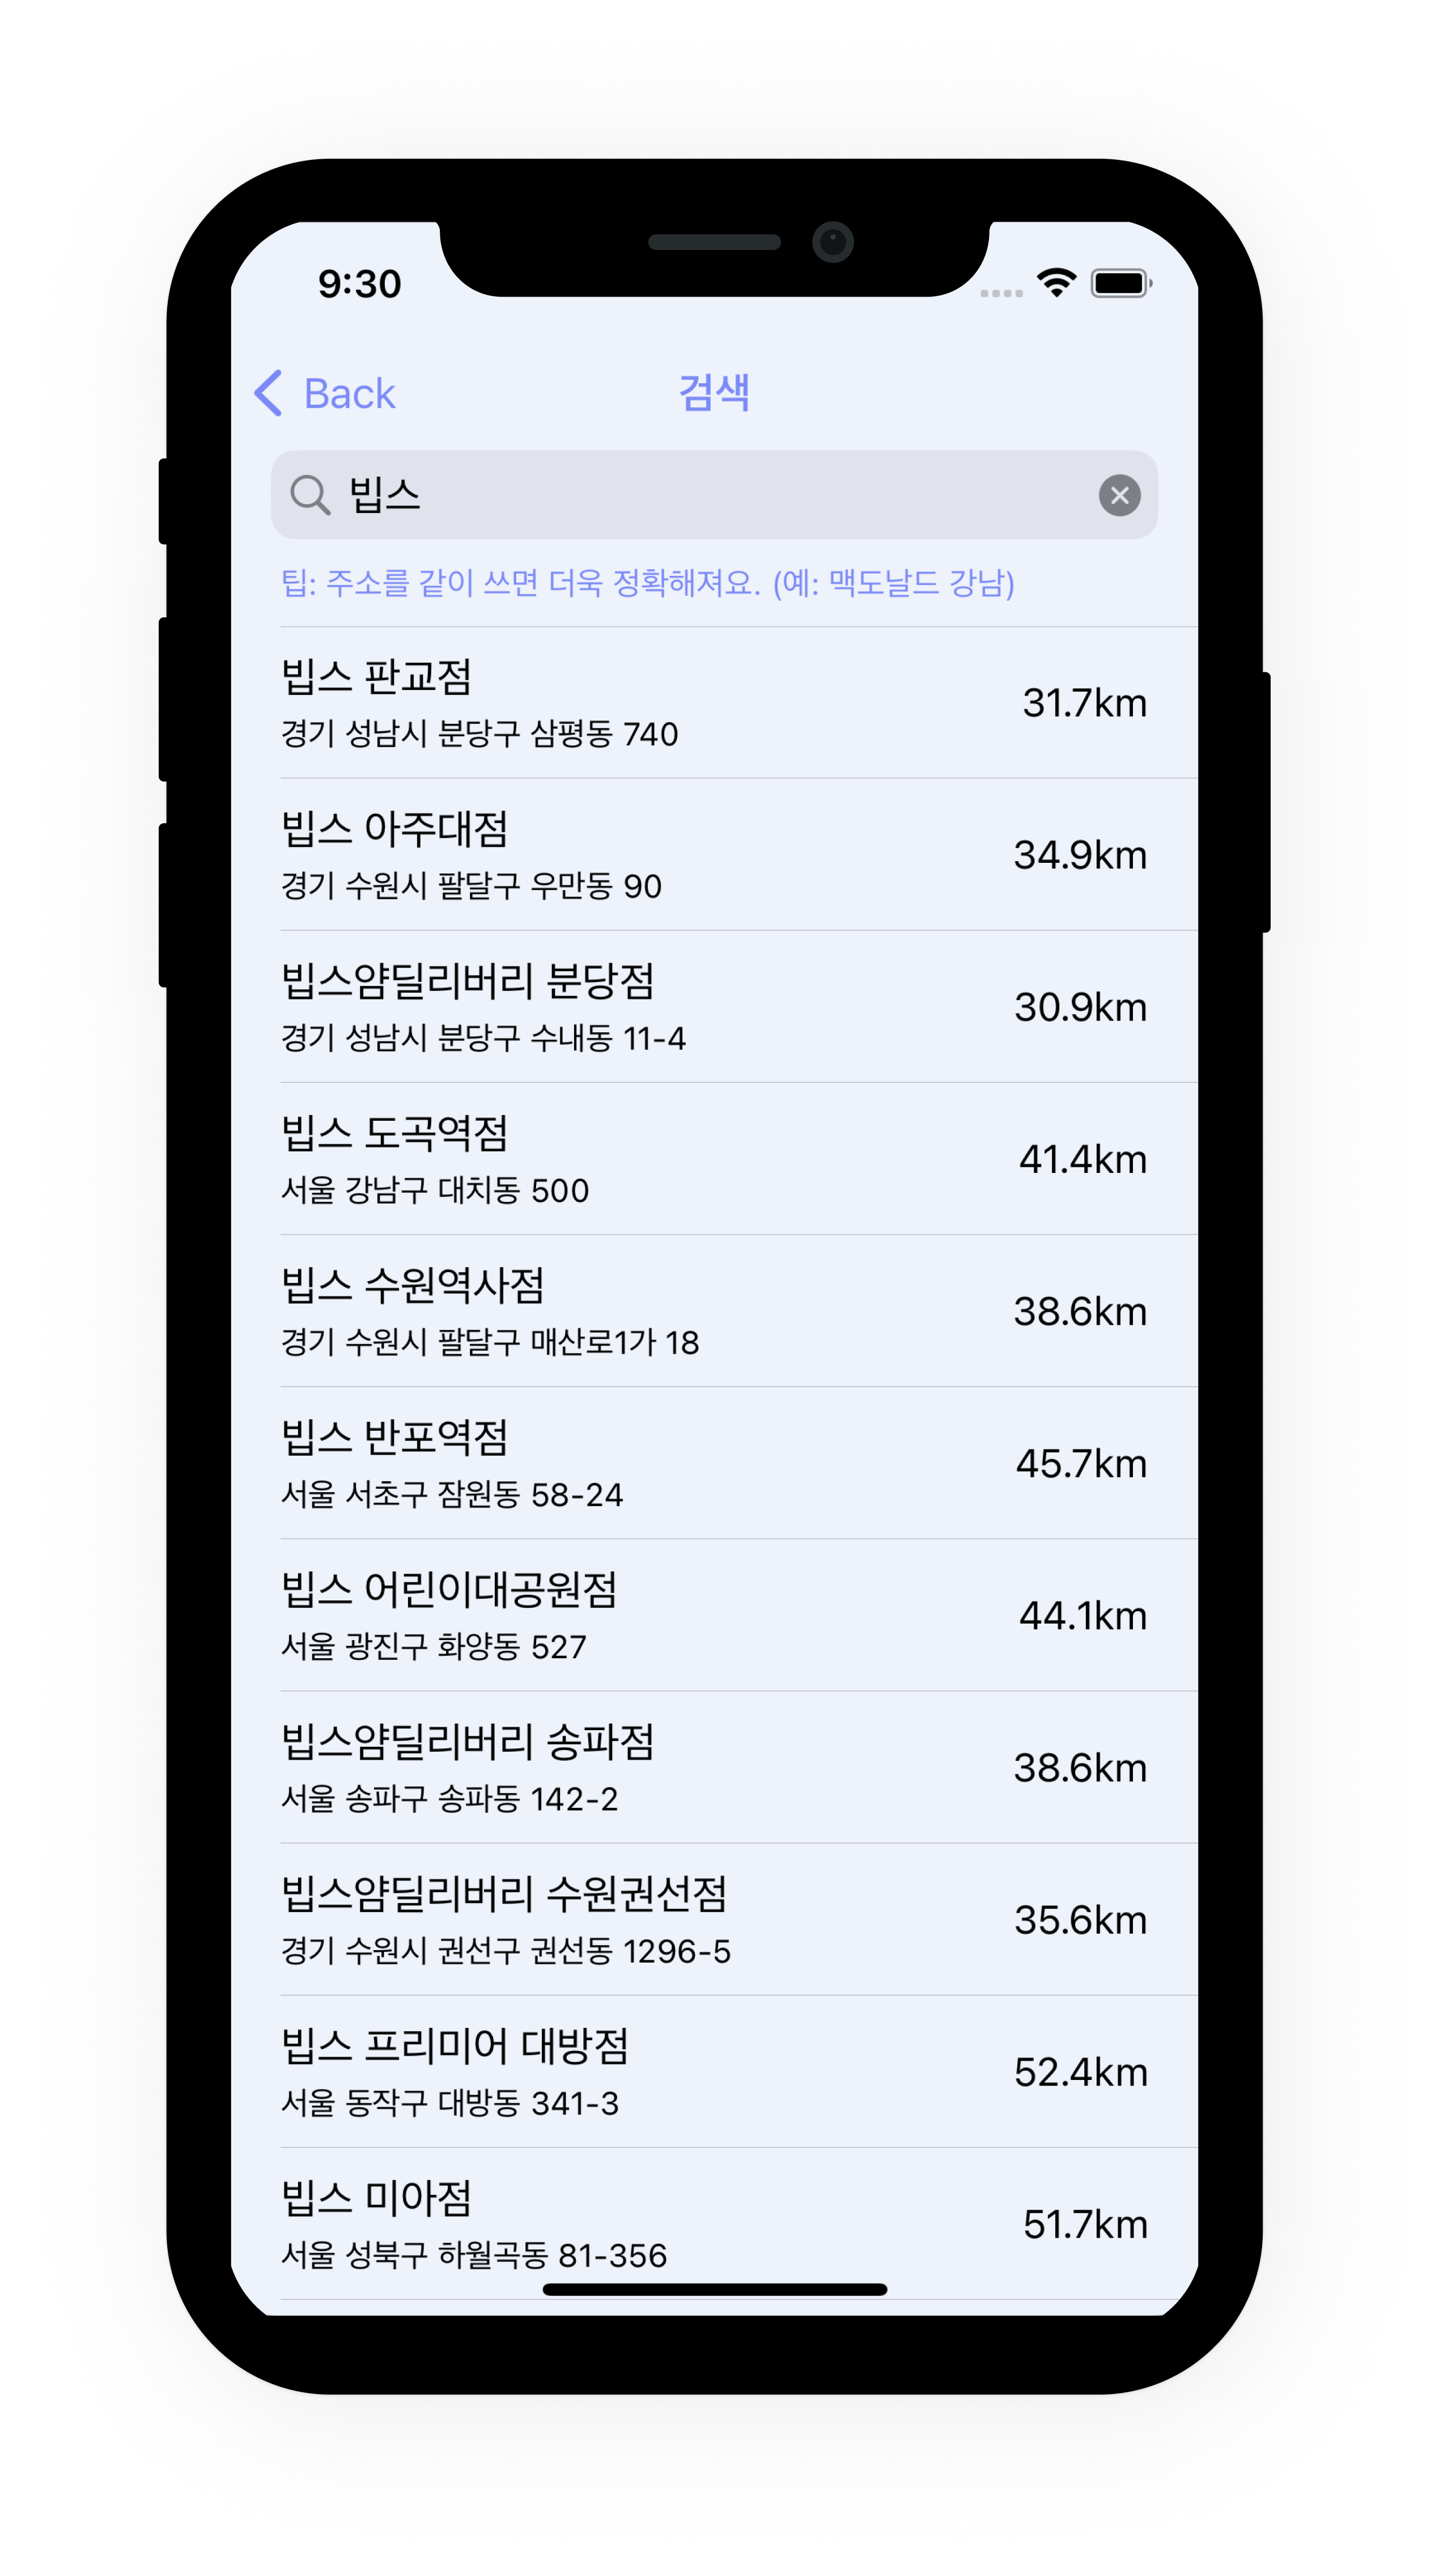 9:30
Back
검색
빕스
팁: 주소를 같이 쓰면 더욱 정확해져요. (예: 맥도날드 강남)
빕스 판교점
경기 성남시 분당구 삼평동 740
31.7km
빕스 아주대점
경기 수원시 팔달구 우만동 90
34.9km
빕스얌딜리버리 분당점
경기 성남시 분당구 수내동 11-4
30.9km
빕스 도곡역점
서울 강남구 대치동 500
41.4km
빕스 수원역사점
경기 수원시 팔달구 매산로1가 18
38.6km
빕스 반포역점
서울 서초구 잠원동 58-24
45.7km
빕스 어린이대공원점
서울 광진구 화양동 527
44.1km
빕스얌딜리버리 송파점
서울 송파구 송파동 142-2
38.6km
빕스얌딜리버리 수원권선점
경기 수원시 권선구 권선동 1296-5
35.6km
빕스 프리미어 대방점
서울 동작구 대방동 341-3
52.4km
빕스 미아점
서울 성북구 하월곡동 81-356
51.7km